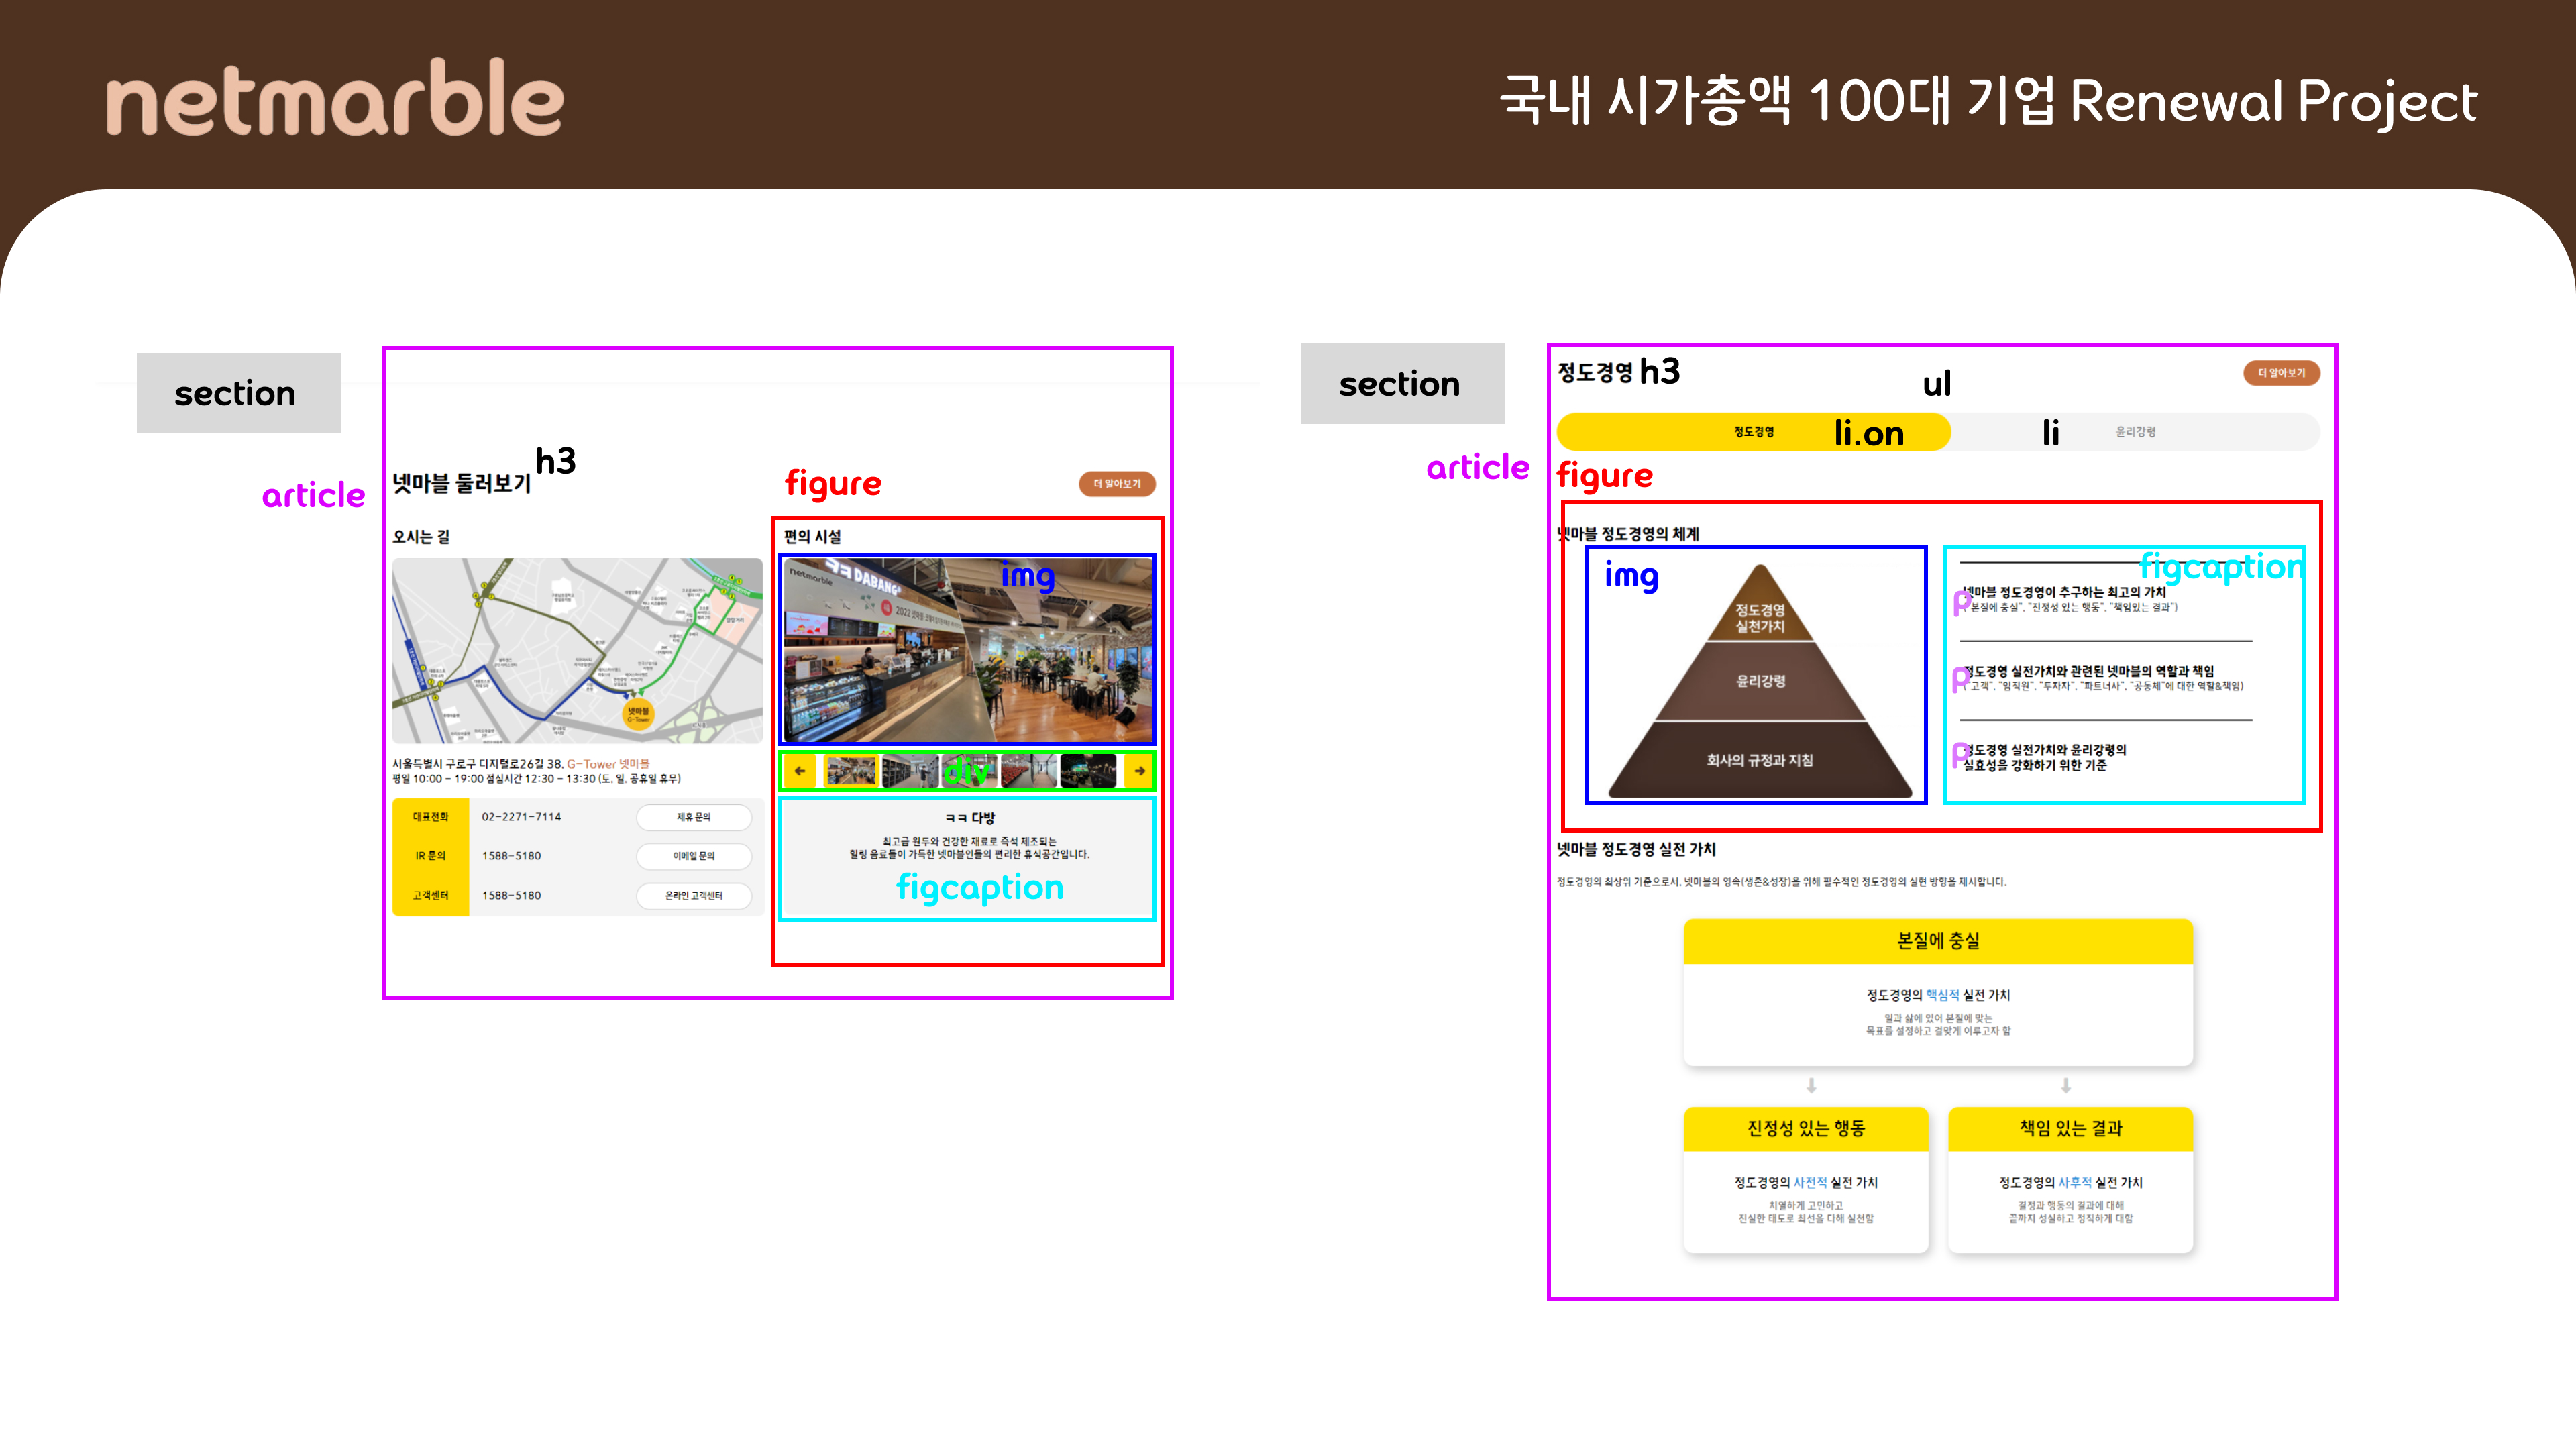 netmarble
국내 시가총액 100대 기업 Renewal Project
section
article
넷마블 둘러보기
h3
figure
더 알아보기
오시는 길
넷마블
G-Tower
서울특별시 구로구 디지털로26길 38, G-Tower 넷마블
평일 10:00 - 19:00 점심시간 12:30 - 13:30 (토, 일, 공휴일 휴무)
대표전화 02-2271-7114 제휴 문의
IR 문의 1588-5180 이메일 문의
고객센터 1588-5180 온라인 고객센터
편의 시설
img
netmarble
ㅋㅋ DABANG
div
ㅋㅋ 다방
최고급 원두와 건강한 재료로 즉석 제조되는
힐링 음료들이 가득한 넷마블인들의 편리한 휴식공간입니다.
figcaption
section
article
정도경영 h3
ul
더 알아보기
정도경영 li.on
li 윤리강령
figure
넷마블 정도경영의 체계
img
정도경영
실천가치
윤리강령
회사의 규정과 지침
figcaption
p
넷마블 정도경영이 추구하는 최고의 가치
("본질에 충실", "진정성 있는 행동", "책임있는 결과")
p
정도경영 실전가치와 관련된 넷마블의 역할과 책임
("고객", "임직원", "투자자", "파트너사", "공동체"에 대한 역할&책임)
p
정도경영 실전가치와 윤리강령의
실효성을 강화하기 위한 기준
넷마블 정도경영 실전 가치
정도경영의 최상위 기준으로서, 넷마블의 영속(생존&성장)을 위해 필수적인 정도경영의 실현 방향을 제시합니다.
본질에 충실
정도경영의 핵심적 실전 가치
일과 삶에 있어 본질에 맞는
목표를 설정하고 걸맞게 이루고자 함
진정성 있는 행동
정도경영의 사전적 실전 가치
치열하게 고민하고
진실한 태도로 최선을 다해 실천함
책임 있는 결과
정도경영의 사후적 실전 가치
결정과 행동의 결과에 대해
끝까지 성실하고 정직하게 대함